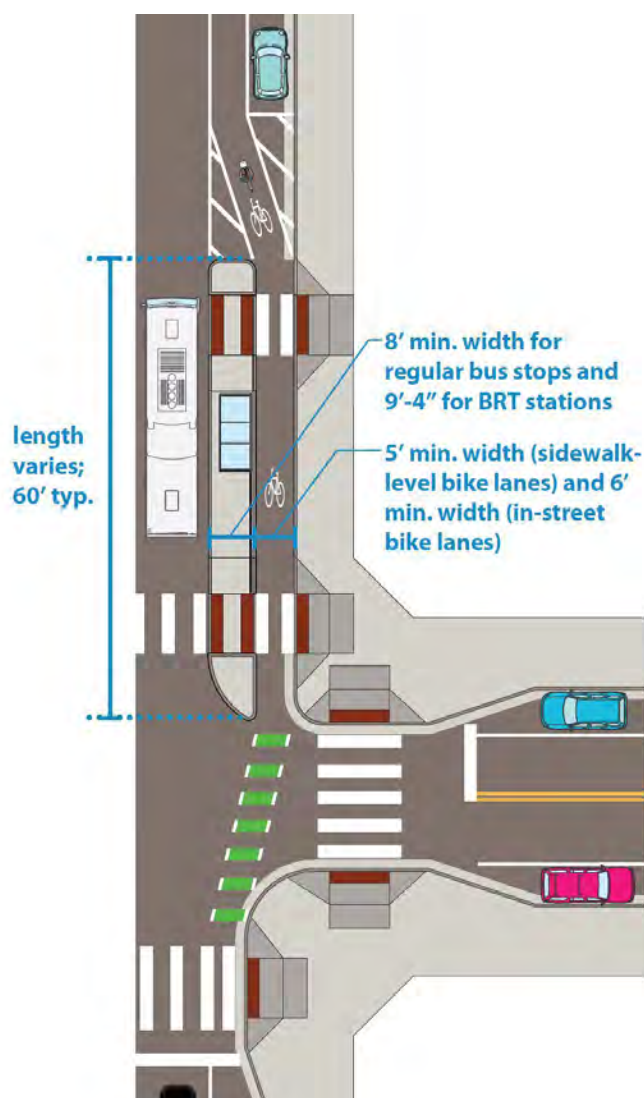 8’ min. width for
regular bus stops and
9’-4” for BRT stations
length
varies;
60’ typ.
5’ min. width (sidewalk-
level bike lanes) and 6’
min. width (in-street
bike lanes)